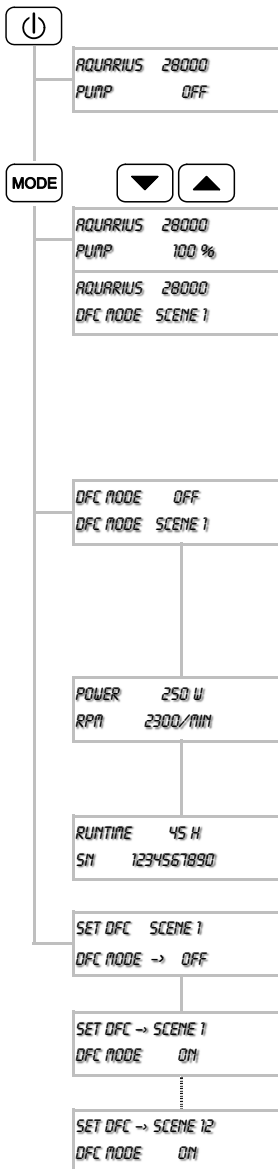 AQUARIUS 28000
PUMP OFF
MODE
AQUARIUS 28000
PUMP 100 %
AQUARIUS 28000
DFC MODE SCENE 1
DFC MODE OFF
DFC MODE SCENE 1
POWER 250 W
RPM 2300/MIN
RUNTIME 45 H
SN 1234567890
SET DFC SCENE 1
DFC MODE -> OFF
SET DFC -> SCENE 1
DFC MODE ON
SET DFC -> SCENE 12
DFC MODE ON